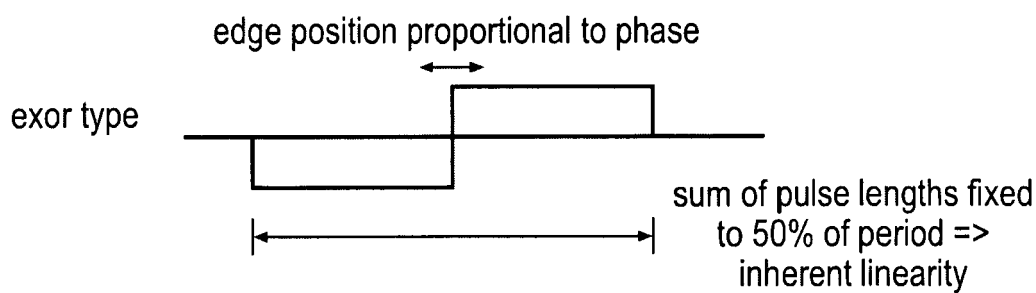 edge position proportional to phase
exor type
sum of pulse lengths fixed
to 50% of period =>
inherent linearity